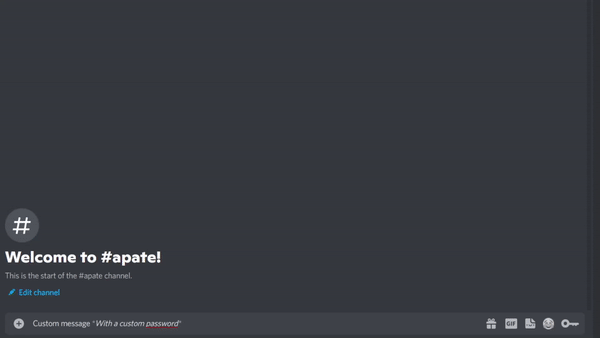 #
Welcome to #apate!
This is the start of the #apate channel.
Edit channel
Custom message *With a custom password*
GIF